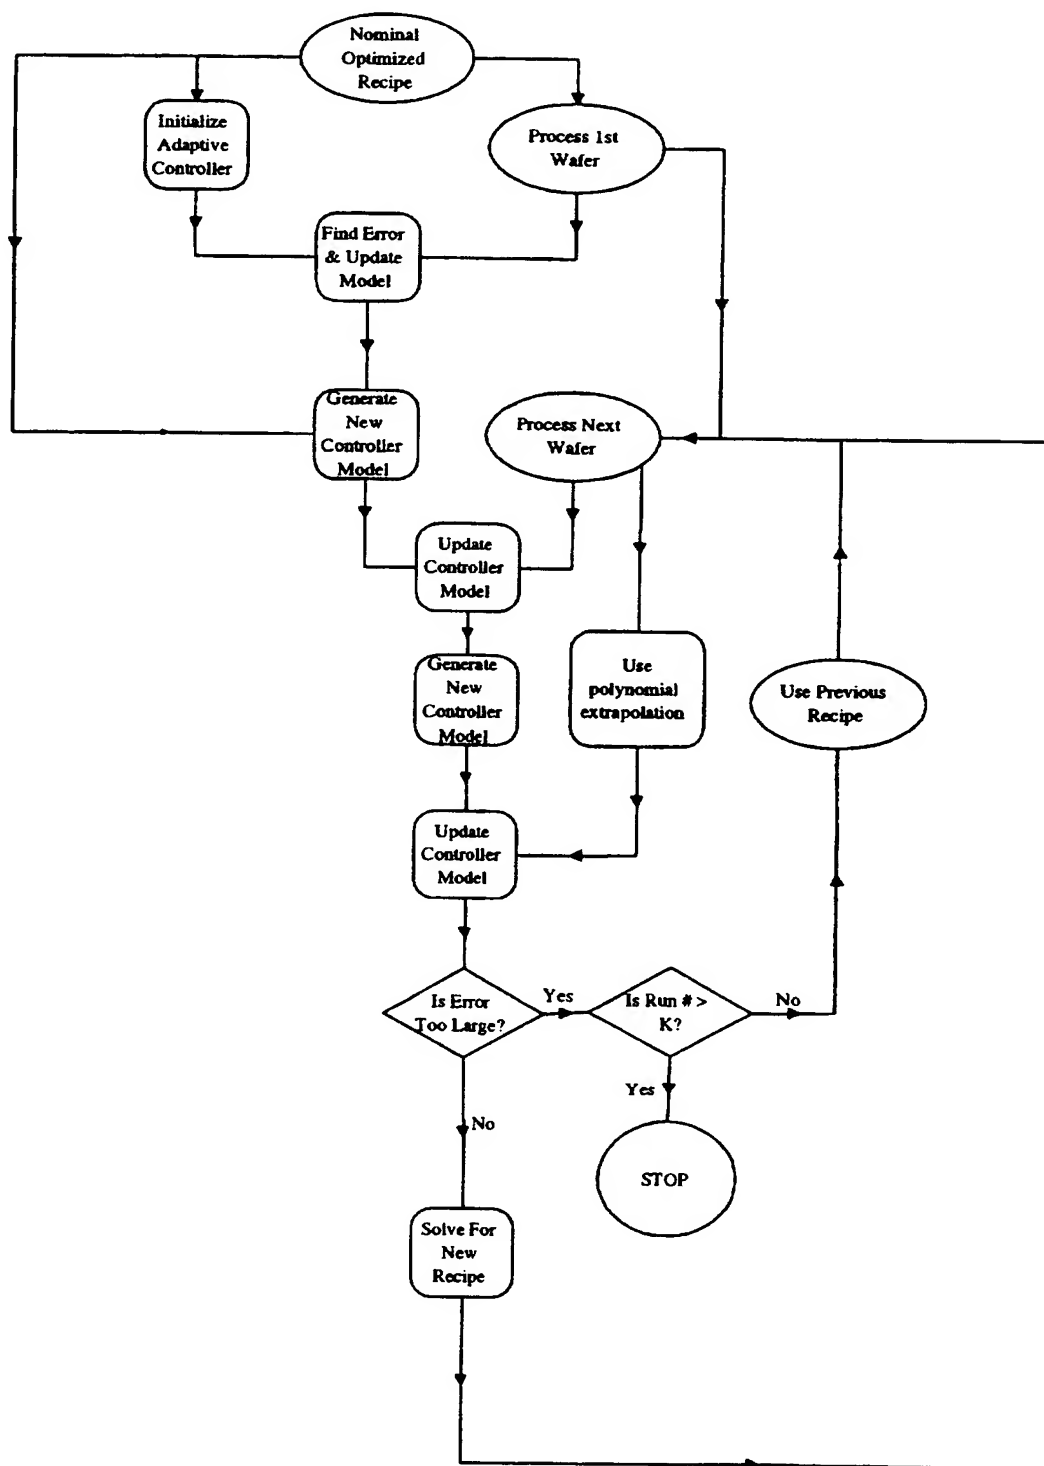 Nominal
Optimized
Recipe
Initialize
Adaptive
Controller
Process 1st
Wafer
Find Error
& Update
Model
Generate
New
Controller
Model
Process Next
Wafer
Update
Controller
Model
Generate
New
Controller
Model
Use
polynomial
extrapolation
Use Previous
Recipe
Update
Controller
Model
Is Error
Too Large?
Yes
Is Run # >
K?
No
Yes
No
STOP
Solve For
New
Recipe